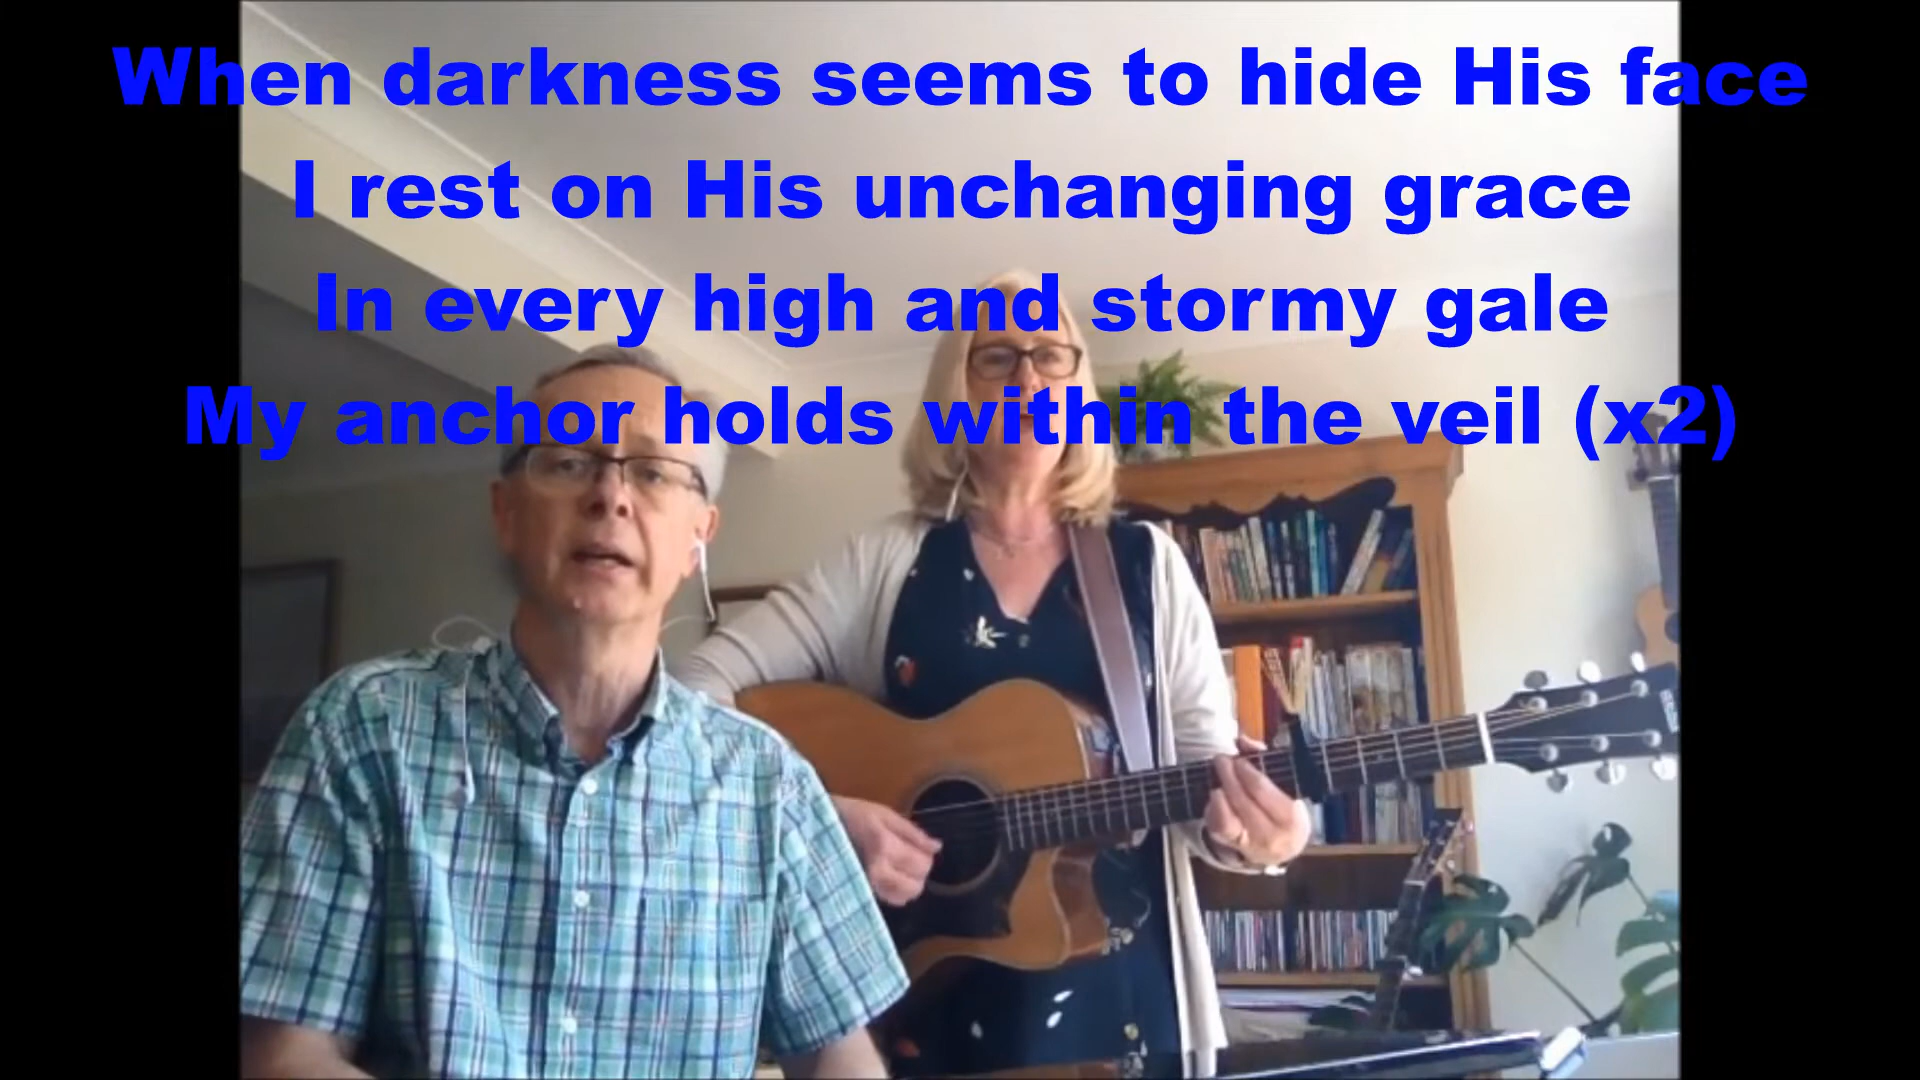 When darkness seems to hide His face
I rest on His unchanging grace
In every high and stormy gale
My anchor holds within the veil (x2)